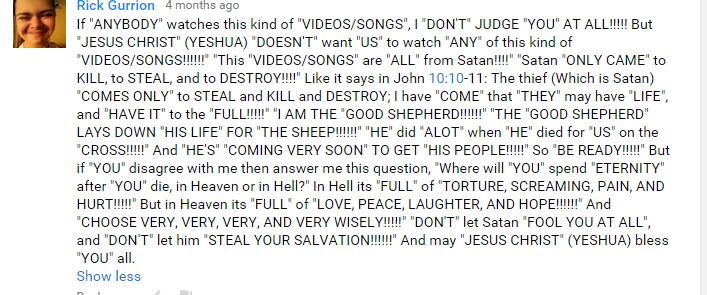 Rick Gurrion 4 months ago
If "ANYBODY" watches this kind of "VIDEOS/SONGS", I "DON'T" JUDGE "YOU" AT ALL!!!!! But
"JESUS CHRIST" (YESHUA) "DOESN'T" want "US" to watch "ANY" of this kind of
"VIDEOS/SONGS!!!!!!" "This "VIDEOS/SONGS" are "ALL" from Satan!!!!" "Satan "ONLY CAME" to
KILL, to STEAL, and to DESTROY!!!!" Like it says in John 10:10-11: The thief (Which is Satan)
"COMES ONLY" to STEAL and KILL and DESTROY; I have "COME" that "THEY" may have "LIFE",
and "HAVE IT" to the "FULL!!!!!" "I AM THE "GOOD SHEPHERD!!!!!!" "THE "GOOD SHEPHERD"
LAYS DOWN "HIS LIFE" FOR "THE SHEEP!!!!!!" "HE" did "ALOT" when "HE" died for "US" on the
"CROSS!!!!!" And "HE'S" "COMING VERY SOON" TO GET "HIS PEOPLE!!!!!" So "BE READY!!!!!" But
if "YOU" disagree with me then answer me this question, "Where will "YOU" spend "ETERNITY"
after "YOU" die, in Heaven or in Hell?" In Hell its "FULL" of "TORTURE, SCREAMING, PAIN, AND
HURT!!!!!" But in Heaven its "FULL" of "LOVE, PEACE, LAUGHTER, AND HOPE!!!!!!" And
"CHOOSE VERY, VERY, VERY, AND VERY WISELY!!!!!" "DON'T" let Satan "FOOL YOU AT ALL",
and "DON'T" let him "STEAL YOUR SALVATION!!!!!!" And may "JESUS CHRIST" (YESHUA) bless
"YOU" all.
Show less